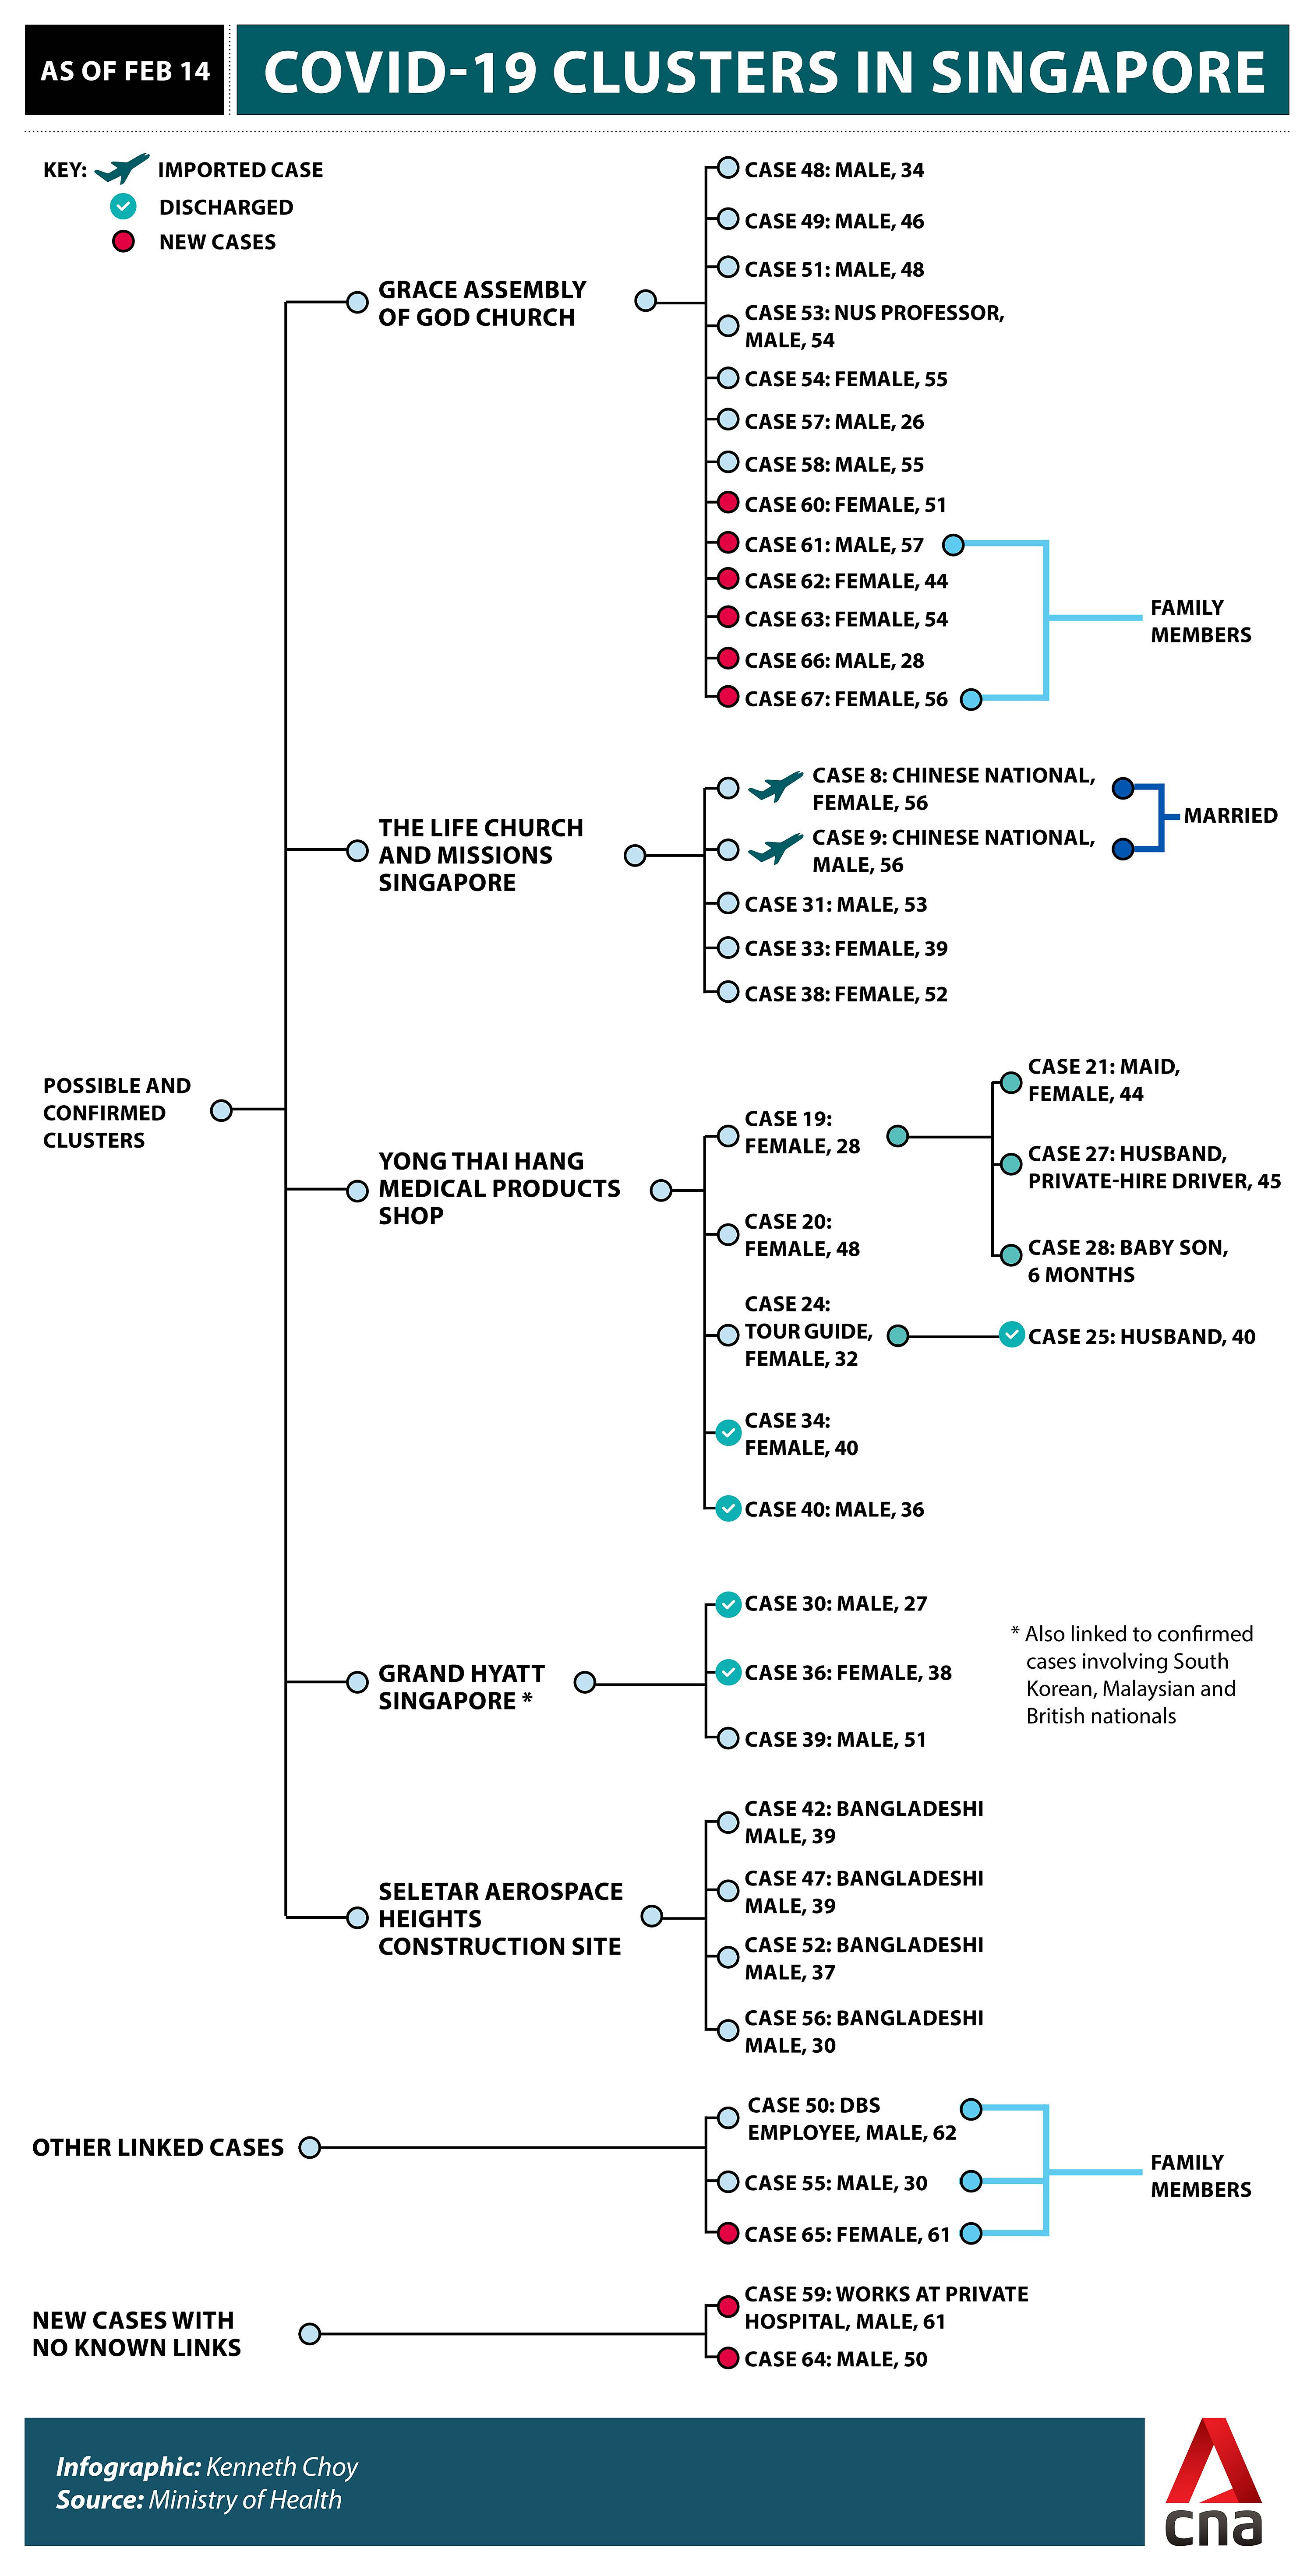 AS OF FEB 14
COVID-19 CLUSTERS IN SINGAPORE
KEY:
IMPORTED CASE
DISCHARGED
NEW CASES
POSSIBLE AND
CONFIRMED
CLUSTERS
GRACE ASSEMBLY
OF GOD CHURCH
CASE 48: MALE, 34
CASE 49: MALE, 46
CASE 51: MALE, 48
CASE 53: NUS PROFESSOR,
MALE, 54
CASE 54: FEMALE, 55
CASE 57: MALE, 26
CASE 58: MALE, 55
CASE 60: FEMALE, 51
CASE 61: MALE, 57
CASE 62: FEMALE, 44
CASE 63: FEMALE, 54
CASE 66: MALE, 28
CASE 67: FEMALE, 56
FAMILY
MEMBERS
THE LIFE CHURCH
AND MISSIONS
SINGAPORE
CASE 8: CHINESE NATIONAL,
FEMALE, 56
CASE 9: CHINESE NATIONAL,
MALE, 56
MARRIED
CASE 31: MALE, 53
CASE 33: FEMALE, 39
CASE 38: FEMALE, 52
YONG THAI HANG
MEDICAL PRODUCTS
SHOP
CASE 19:
FEMALE, 28
CASE 21: MAID,
FEMALE, 44
CASE 27: HUSBAND,
PRIVATE-HIRE DRIVER, 45
CASE 28: BABY SON,
6 MONTHS
CASE 20:
FEMALE, 48
CASE 24:
TOUR GUIDE,
FEMALE, 32
CASE 25: HUSBAND, 40
CASE 34:
FEMALE, 40
CASE 40: MALE, 36
GRAND HYATT
SINGAPORE *
CASE 30: MALE, 27
CASE 36: FEMALE, 38
CASE 39: MALE, 51
* Also linked to confirmed
cases involving South
Korean, Malaysian and
British nationals
SELETAR AEROSPACE
HEIGHTS
CONSTRUCTION SITE
CASE 42: BANGLADESHI
MALE, 39
CASE 47: BANGLADESHI
MALE, 39
CASE 52: BANGLADESHI
MALE, 37
CASE 56: BANGLADESHI
MALE, 30
OTHER LINKED CASES
CASE 50: DBS
EMPLOYEE, MALE, 62
CASE 55: MALE, 30
CASE 65: FEMALE, 61
FAMILY
MEMBERS
NEW CASES WITH
NO KNOWN LINKS
CASE 59: WORKS AT PRIVATE
HOSPITAL, MALE, 61
CASE 64: MALE, 50
Infographic: Kenneth Choy
Source: Ministry of Health
cna